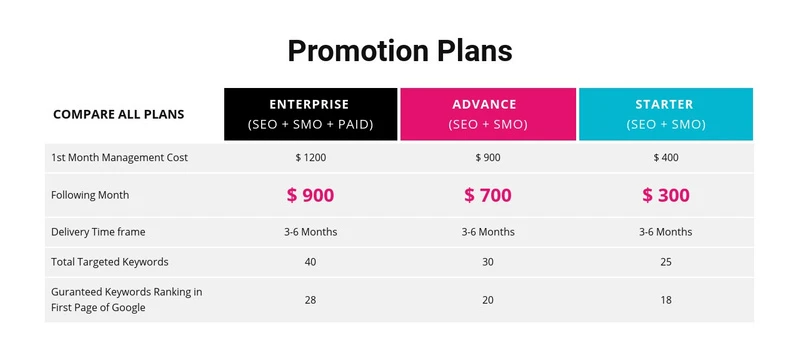 Promotion Plans
COMPARE ALL PLANS
ENTERPRISE
(SEO + SMO + PAID)
ADVANCE
(SEO + SMO)
STARTER
(SEO + SMO)
1st Month Management Cost $ 1200 $ 900 $ 400
Following Month $ 900 $ 700 $ 300
Delivery Time frame 3-6 Months 3-6 Months 3-6 Months
Total Targeted Keywords 40 30 25
Guranteed Keywords Ranking in
First Page of Google
28 20 18